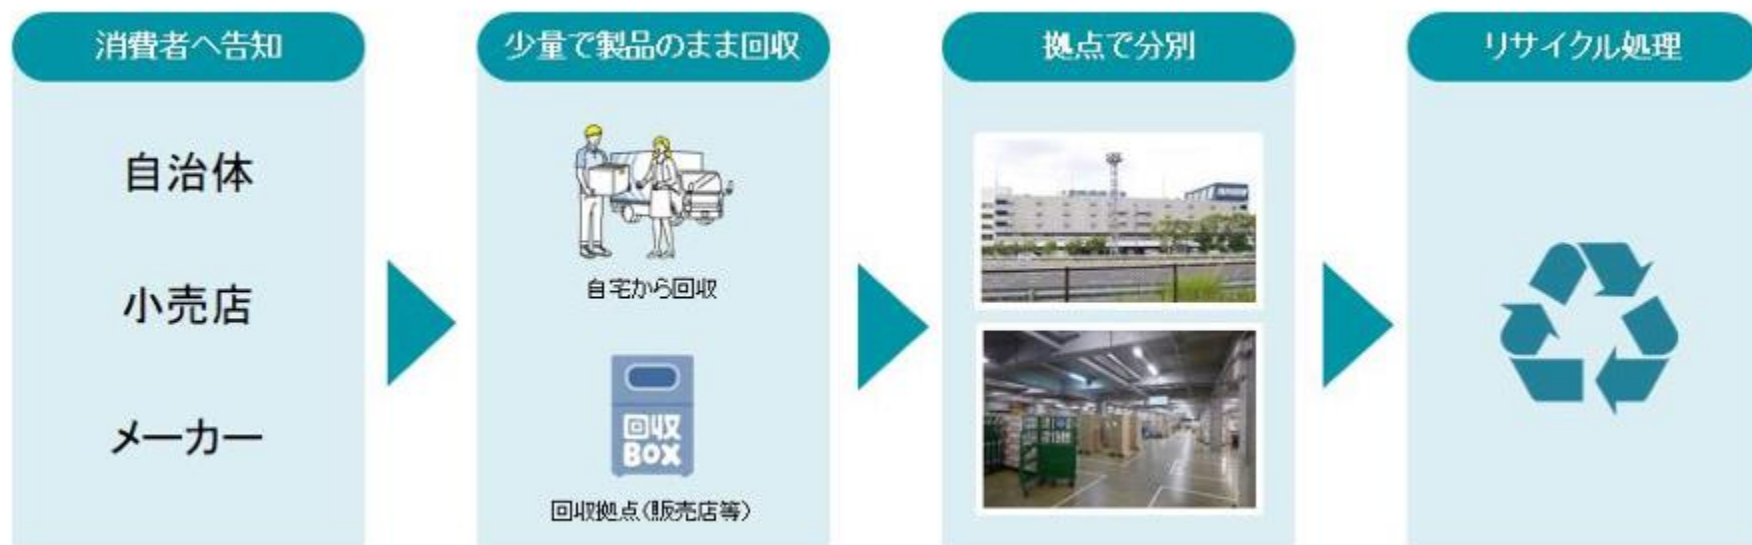 消費者へ告知
自治体
小売店
メーカー
少量で製品のまま回収
自宅から回収
回収
BOX
回収拠点（販売店等）
拠点で分別
リサイクル処理